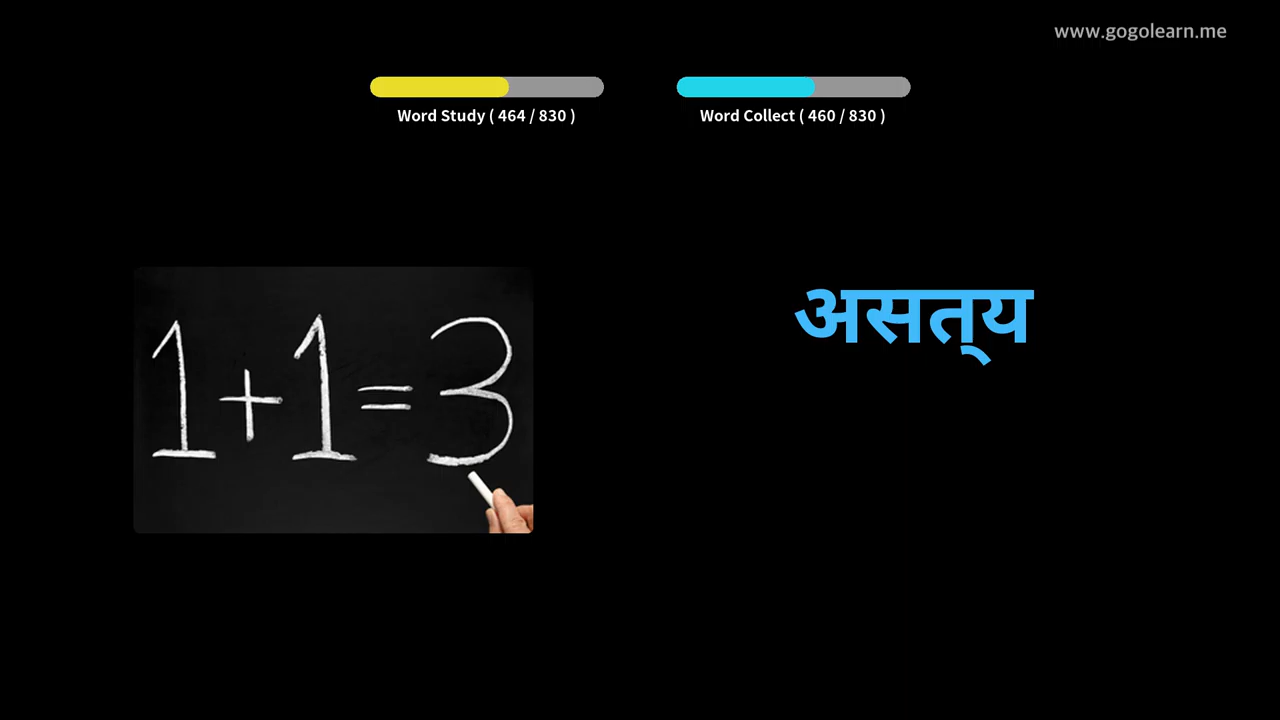 www.gogolearn.me
Word Study ( 464 / 830 )
Word Collect ( 460 / 830 )
1+1=3
असत्‌य